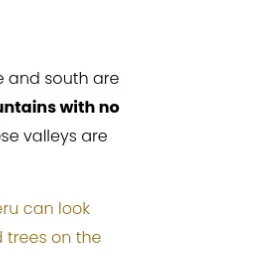 e and south are
untains with no
se valleys are
eru can look
d trees on the